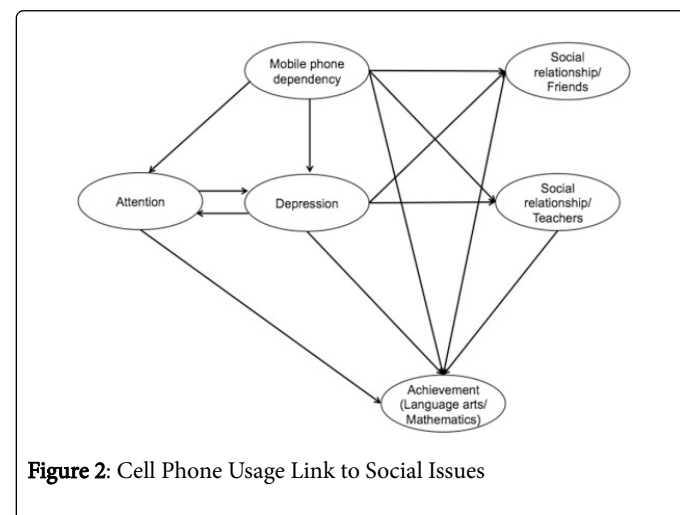 Mobile phone
dependency
Social
relationship/
Friends
Attention
Depression
Social
relationship/
Teachers
Achievement
(Language arts/
Mathematics)
Figure 2: Cell Phone Usage Link to Social Issues